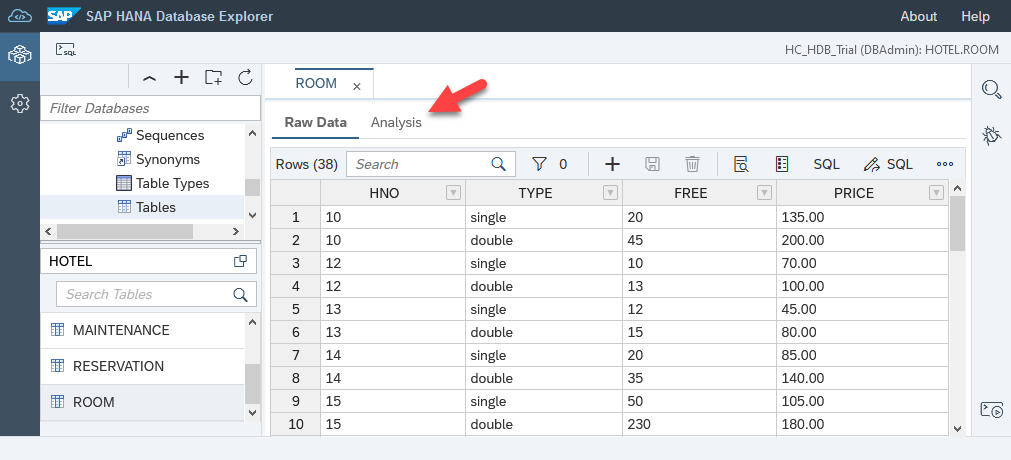 SAP SAP HANA Database Explorer About Help
SQL HC_HDB_Trial (DBAdmin): HOTEL.ROOM
ROOM
Filter Databases
Sequences
Synonyms
Table Types
Tables
HOTEL
Search Tables
MAINTENANCE
RESERVATION
ROOM
Raw Data Analysis
Rows (38) Search 0 SQL SQL
HNO TYPE FREE PRICE
1 10 single 20 135.00
2 10 double 45 200.00
3 12 single 10 70.00
4 12 double 13 100.00
5 13 single 12 45.00
6 13 double 15 80.00
7 14 single 20 85.00
8 14 double 35 140.00
9 15 single 50 105.00
10 15 double 230 180.00